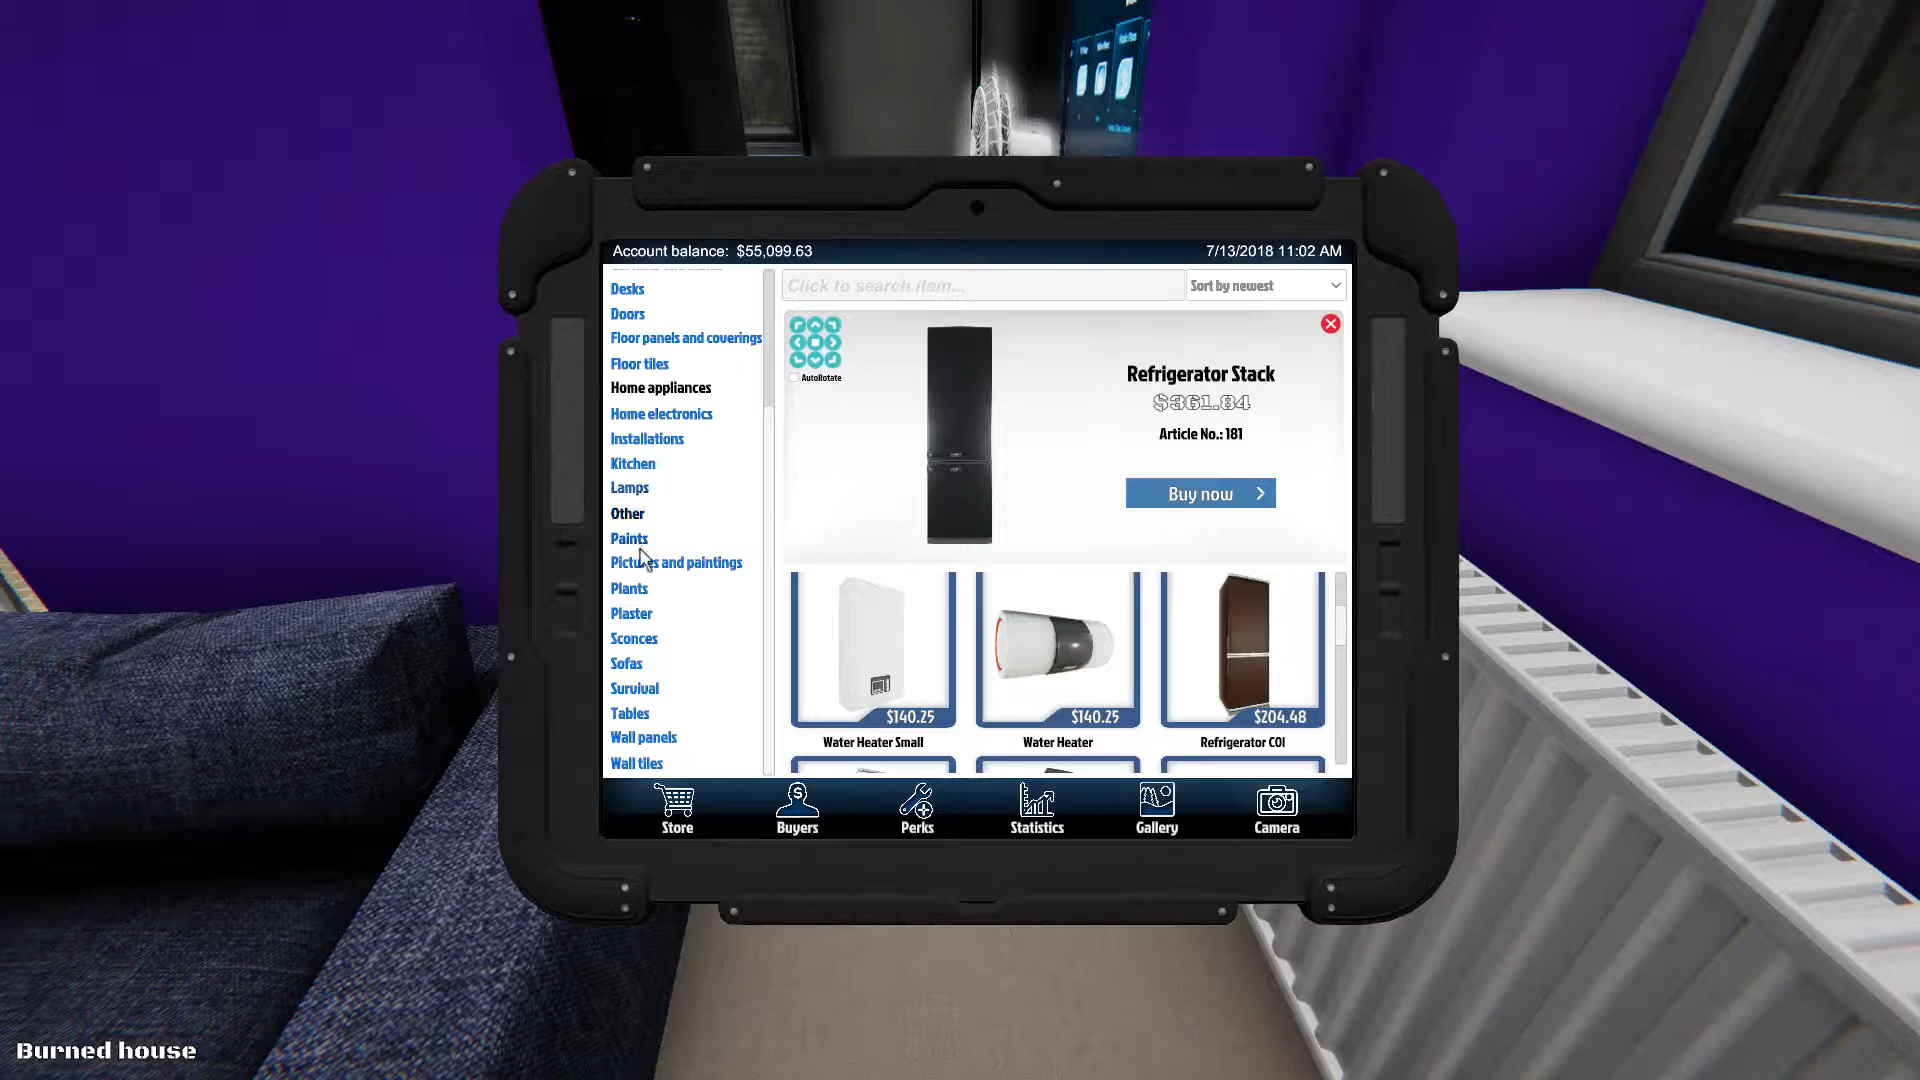 Account balance: $55,099.63
7/13/2018 11:02 AM
Click to search item...
Sort by newest
Desks
Doors
Floor panels and coverings
Floor tiles
Home appliances
Home electronics
Installations
Kitchen
Lamps
Other
Paints
Pictures and paintings
Plants
Plaster
Sconces
Sofas
Survival
Tables
Wall panels
Wall tiles
AutoRotate
Refrigerator Stack
$361.84
Article No.: 181
Buy now
$140.25
$140.25
$204.48
Water Heater Small
Water Heater
Refrigerator COI
Store
Buyers
Perks
Statistics
Gallery
Camera
Burned house